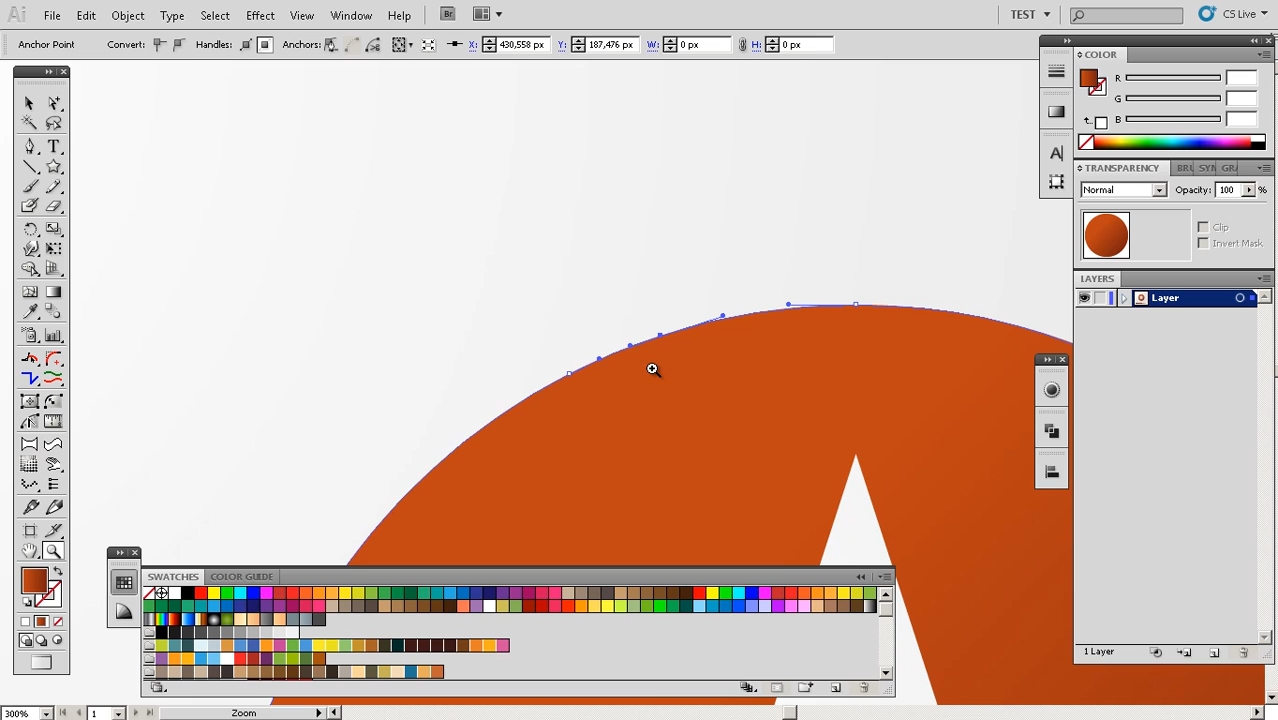 Ai File Edit Object Type Select Effect View Window Help Br TEST CS Live
Anchor Point Convert: Handles: Anchors: X: 430,558 px Y: 187,476 px W: 0 px H: 0 px
COLOR
R
G
B
TRANSPARENCY
Normal Opacity: 100 %
Clip
Invert Mask
LAYERS
Layer
SWATCHES COLOR GUIDE
1 Layer
300% 1 Zoom